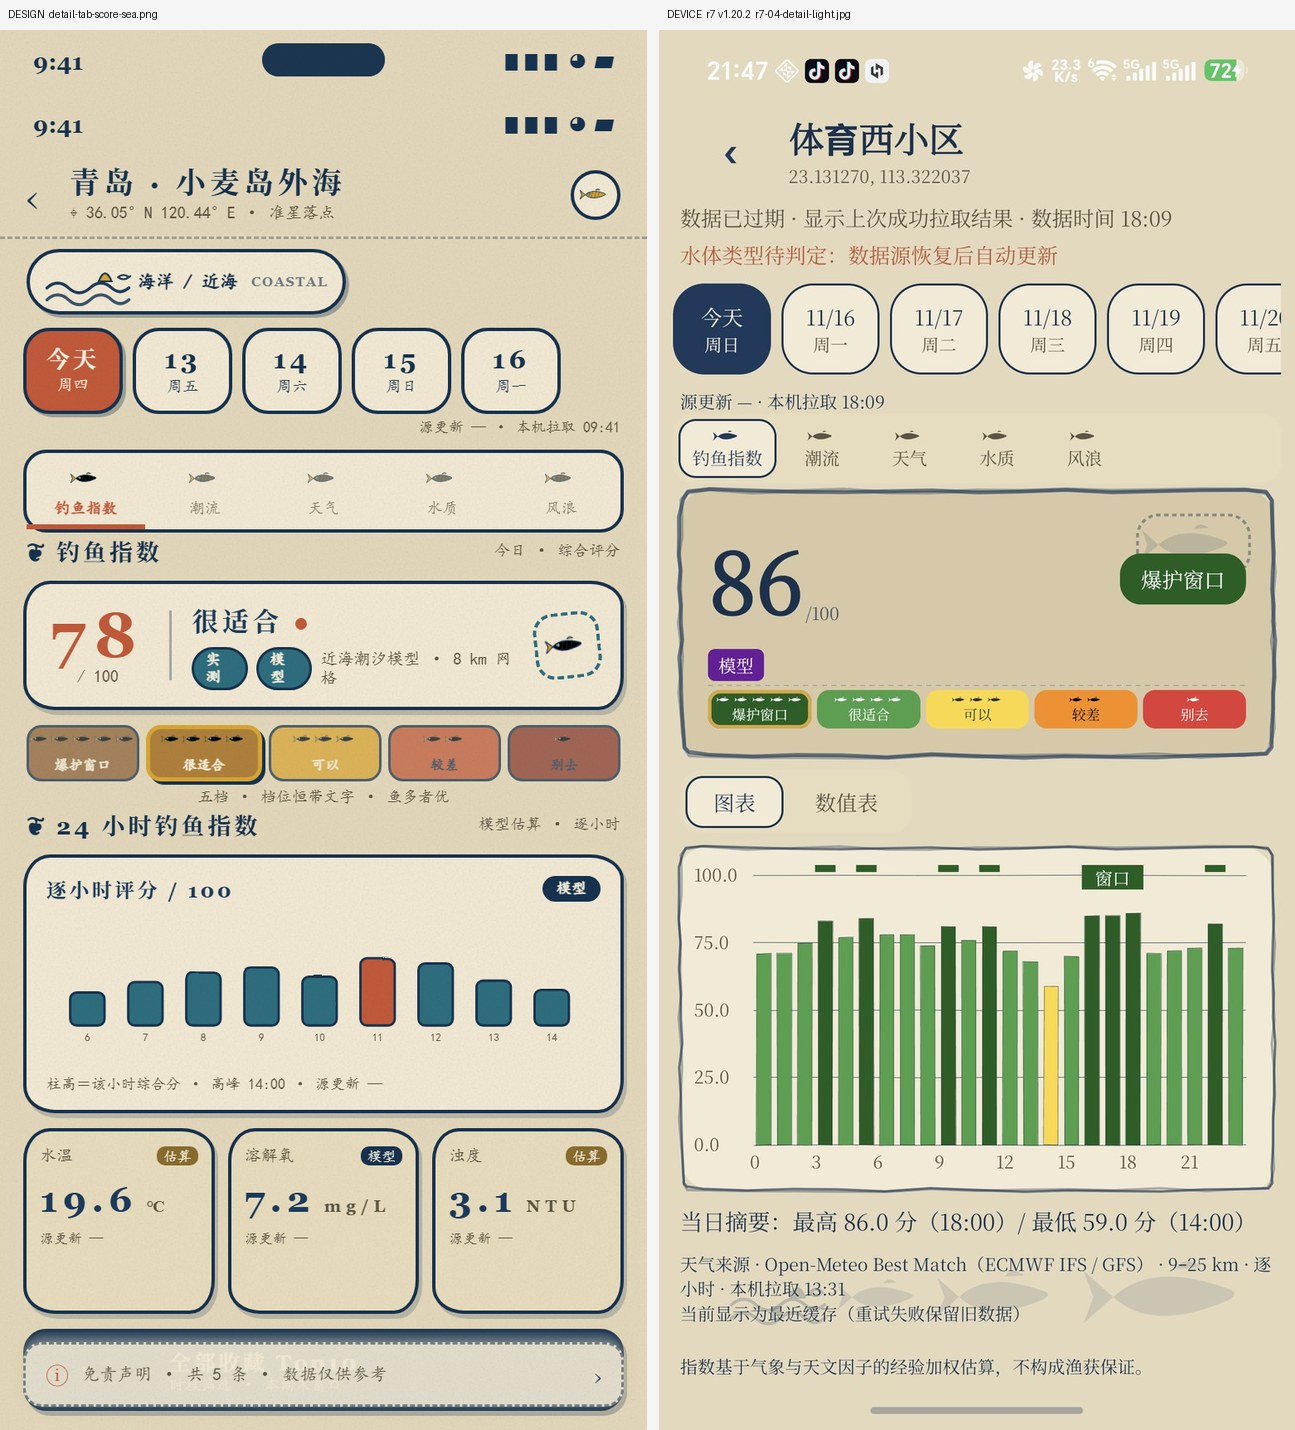 DESIGN detail-tab-score-sea.png
9:41
9:41
青岛 · 小麦岛外海
36.05° N 120.44° E • 准星落点
海洋 / 近海 COASTAL
今天 13 14 15 16
周四 周五 周六 周日 周一
源更新 — • 本机拉取 09:41
钓鱼指数 潮流 天气 水质 风浪
❦ 钓鱼指数 今日 • 综合评分
78 / 100
很适合
实测 模型 近海潮汐模型 • 8 km 网格
爆护窗口 很适合 可以 较差 别去
五档 • 档位恒带文字 • 鱼多者优
❦ 24 小时钓鱼指数 模型估算 • 逐小时
逐小时评分 / 100 模型
6 7 8 9 10 11 12 13 14
柱高=该小时综合分 • 高峰 14:00 • 源更新 —
水温 估算 溶解氧 模型 浊度 估算
19.6 ℃ 7.2 mg/L 3.1 NTU
源更新 — 源更新 — 源更新 —
全部收藏 Top10
免责声明 • 共 5 条 • 数据仅供参考 ›
DEVICE r7 v1.20.2 r7-04-detail-light.jpg
21:47 23.3 K/s 6 5G 5G 72
‹ 体育西小区
23.131270, 113.322037
数据已过期 · 显示上次成功拉取结果 · 数据时间 18:09
水体类型待判定：数据源恢复后自动更新
今天 11/16 11/17 11/18 11/19 11/20
周日 周一 周二 周三 周四 周五
源更新 — · 本机拉取 18:09
钓鱼指数 潮流 天气 水质 风浪
86/100
爆护窗口
模型
爆护窗口 很适合 可以 较差 别去
图表 数值表
窗口
100.0
75.0
50.0
25.0
0.0
0 3 6 9 12 15 18 21
当日摘要：最高 86.0 分（18:00）/ 最低 59.0 分（14:00）
天气来源 · Open-Meteo Best Match（ECMWF IFS / GFS） · 9–25 km · 逐
小时 · 本机拉取 13:31
当前显示为最近缓存（重试失败保留旧数据）
指数基于气象与天文因子的经验加权估算，不构成渔获保证。